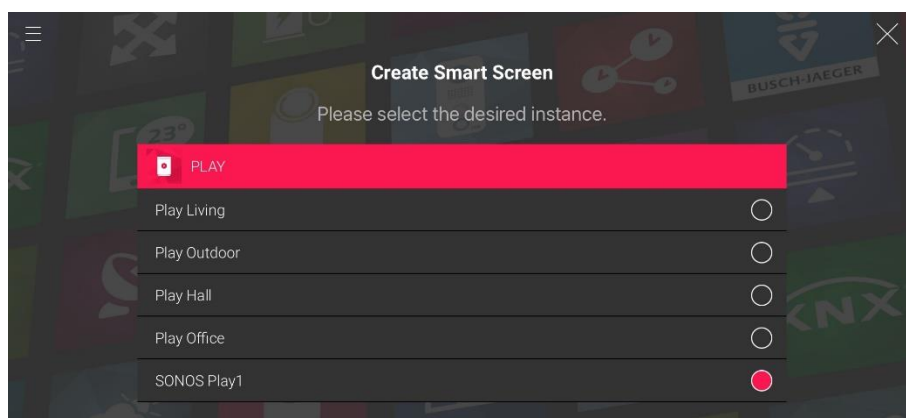 Create Smart Screen
BUSCH-JAEGER
Please select the desired instance.
23°
PLAY
Play Living
Play Outdoor
Play Hall
KNX
Play Office
SONOS Play1